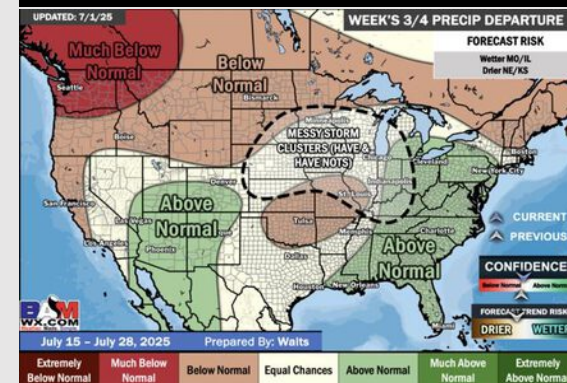 UPDATED: 7/1/25
WEEK'S 3/4 PRECIP DEPARTURE
FORECAST RISK
Wetter MO/IL
Drier NE/KS
Much Below
Normal
Below
Normal
Seattle
Bismarck
Minneapolis
MESSY STORM
CLUSTERS (HAVE &
HAVE NOTS)
Boise
Chicago
Cleveland
Boston
New York City
Indianapolis
Denver
St. Louis
San Francisco
Las Vegas
Above
Normal
Tulsa
CURRENT
PREVIOUS
Los Angeles
Phoenix
Memphis
Charlotte
Above
Normal
Dallas
CONFIDENCE
Below Normal
Above Norm
Houston
New Orleans
FORECAST TREND RISK
DRIER
WETTE
Miami
BAM
WX.COM
July 15 - July 28, 2025
Prepared By: Waits
Extremely
Below Normal
Much Below
Normal
Below Normal
Equal Chances
Above Normal
Much Above
Normal
Extremely
Above Norma